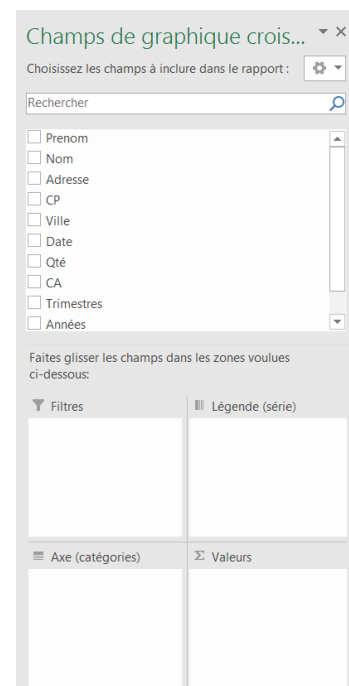 Champs de graphique crois...
Choisissez les champs à inclure dans le rapport :
Rechercher
Prenom
Nom
Adresse
CP
Ville
Date
Qté
CA
Trimestres
Années
Faites glisser les champs dans les zones voulues
ci-dessous:
Filtres
Légende (série)
Axe (catégories)
Σ Valeurs